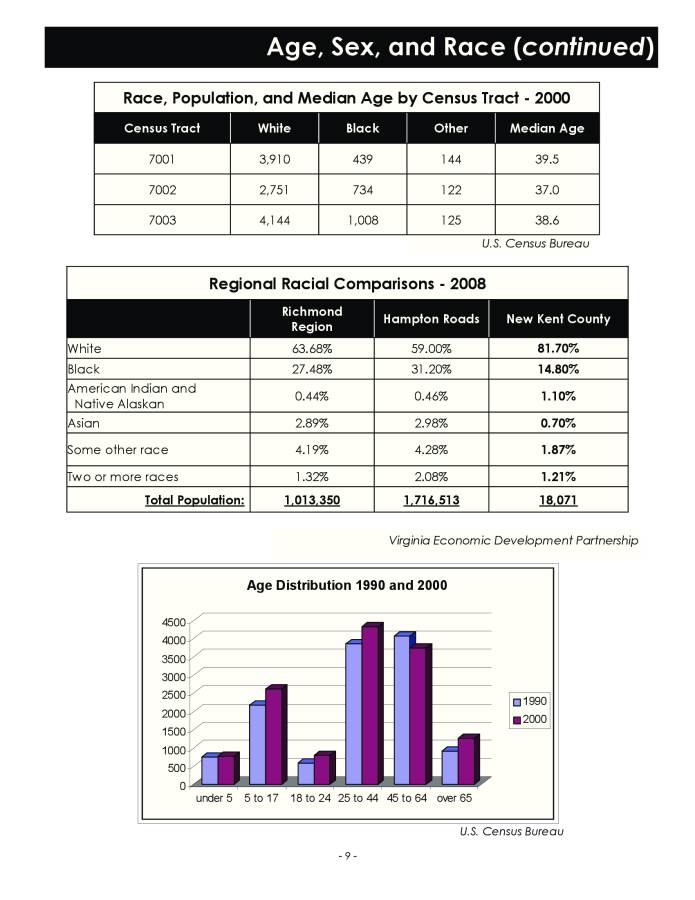 Age, Sex, and Race (continued)
Race, Population, and Median Age by Census Tract - 2000
Census Tract White Black Other Median Age
7001 3,910 439 144 39.5
7002 2,751 734 122 37.0
7003 4,144 1,008 125 38.6
U.S. Census Bureau
Regional Racial Comparisons - 2008
Richmond
Region Hampton Roads New Kent County
White 63.68% 59.00% 81.70%
Black 27.48% 31.20% 14.80%
American Indian and
Native Alaskan 0.44% 0.46% 1.10%
Asian 2.89% 2.98% 0.70%
Some other race 4.19% 4.28% 1.87%
Two or more races 1.32% 2.08% 1.21%
Total Population: 1,013,350 1,716,513 18,071
Virginia Economic Development Partnership
Age Distribution 1990 and 2000
4500
4000
3500
3000
2500
2000
1500
1000
500
0
under 5 5 to 17 18 to 24 25 to 44 45 to 64 over 65
1990
2000
U.S. Census Bureau
- 9 -